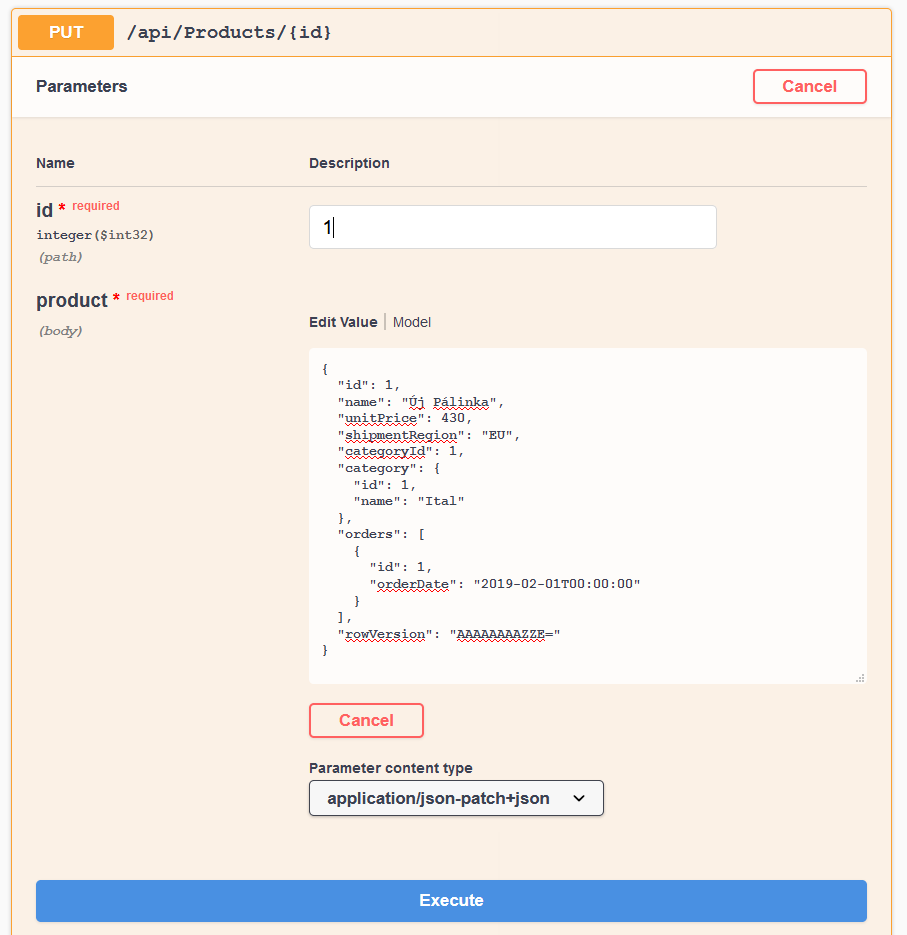 PUT /api/Products/{id}
Parameters Cancel
Name Description
id * required
1
integer($int32)
(path)
product * required
(body)
Edit Value | Model
{
  "id": 1,
  "name": "Új Pálinka",
  "unitPrice": 430,
  "shipmentRegion": "EU",
  "categoryId": 1,
  "category": {
    "id": 1,
    "name": "Ital"
  },
  "orders": [
    {
      "id": 1,
      "orderDate": "2019-02-01T00:00:00"
    }
  ],
  "rowVersion": "AAAAAAAAZZE="
}
Cancel
Parameter content type
application/json-patch+json
Execute